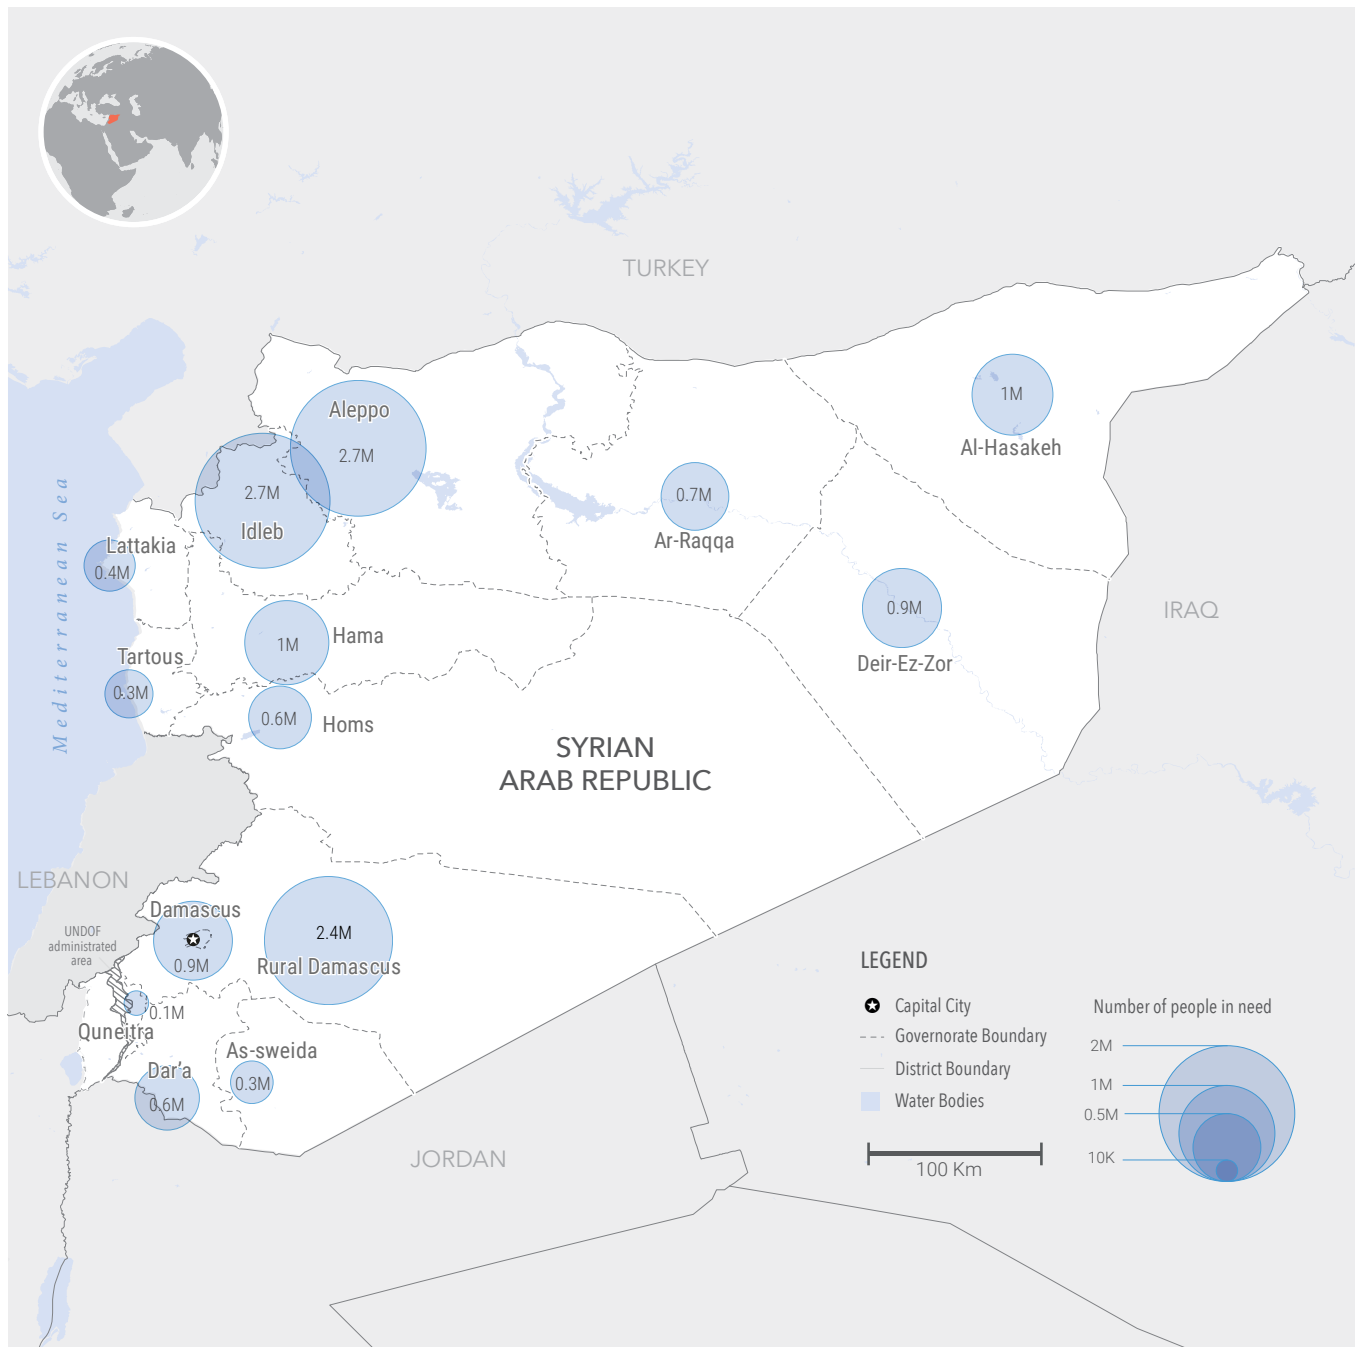 TURKEY
Aleppo
2.7M
1M
Al-Hasakeh
2.7M
Idleb
0.7M
Ar-Raqqa
Mediterranean Sea
Lattakia
0.4M
0.9M
Deir-Ez-Zor
IRAQ
Hama
1M
Tartous
0.3M
0.6M
Homs
SYRIAN
ARAB REPUBLIC
LEBANON
Damascus
0.9M
2.4M
Rural Damascus
UNDOF
administrated
area
0.1M
Quneitra
As-sweida
0.3M
Dar'a
0.6M
JORDAN
LEGEND
Capital City
Governorate Boundary
District Boundary
Water Bodies
100 Km
Number of people in need
2M
1M
0.5M
10K